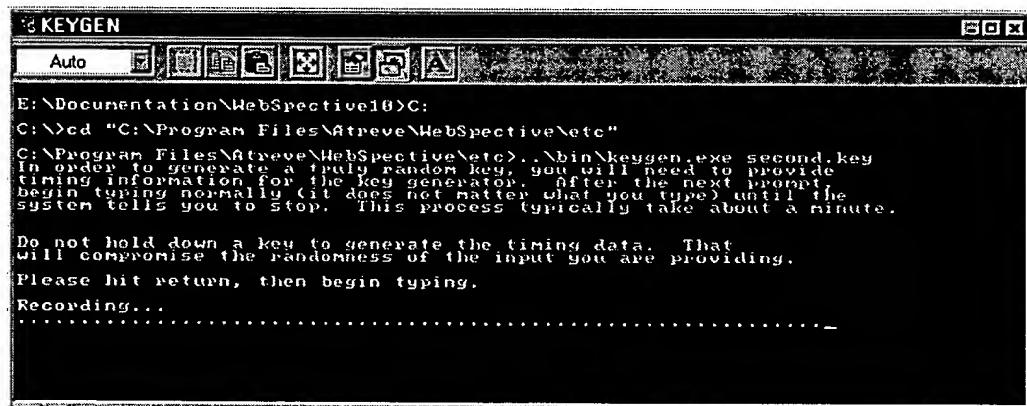 KEYGEN
Auto
A
E:\Documentation\WebSpective10>C:
C:\>cd "C:\Program Files\Atreve\WebSpective\etc"
C:\Program Files\Atreve\WebSpective\etc>..\bin\keygen.exe second.key
In order to generate a truly random key, you will need to provide
timing information for the key generator.  After the next prompt,
begin typing normally (it does not matter what you type) until the
system tells you to stop.  This process typically take about a minute.
Do not hold down a key to generate the timing data.  That
will compromise the randomness of the input you are providing.
Please hit return, then begin typing.
Recording...
.................................................................._